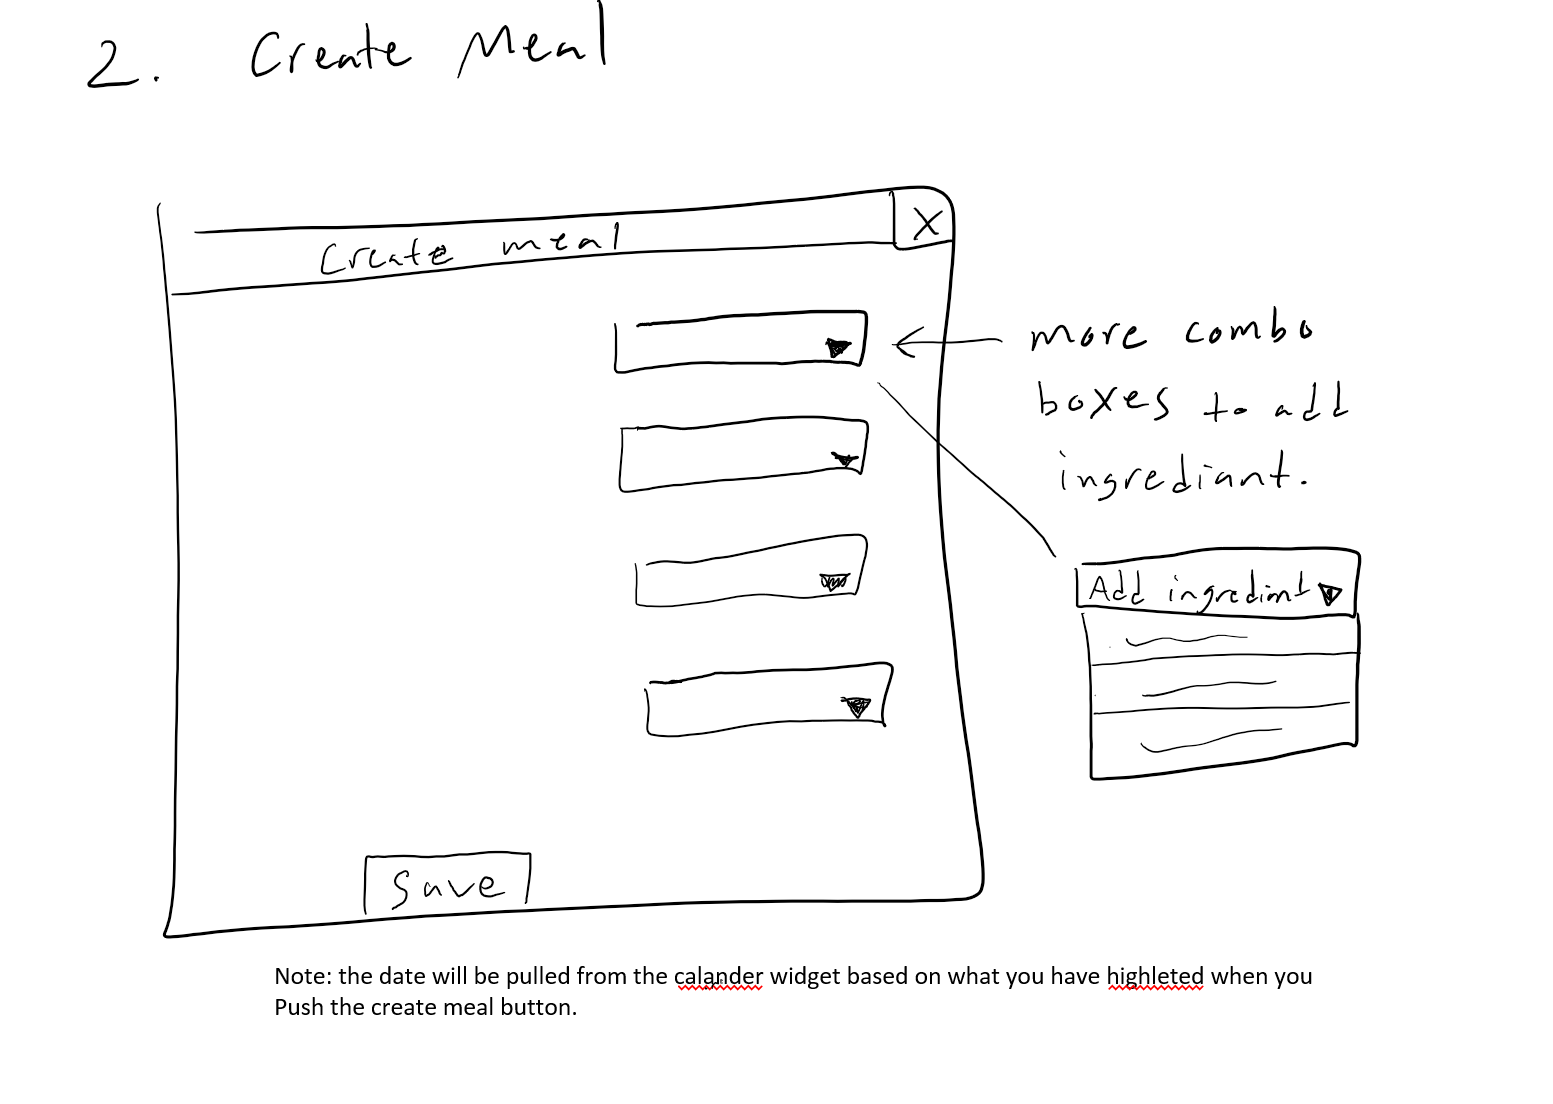 2. Create Meal
Create meal X
more combo
boxes to add
ingrediant.
Add ingrediant
Save
Note: the date will be pulled from the calander widget based on what you have highleted when you
Push the create meal button.